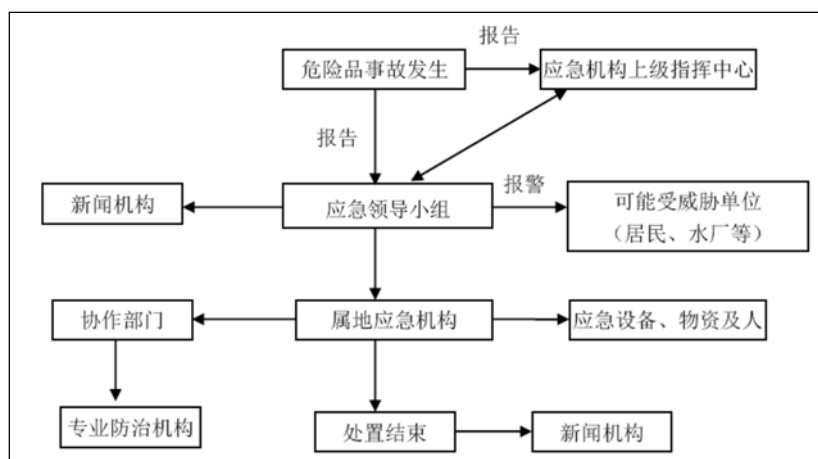 报告
危险品事故发生
应急机构上级指挥中心
报告
报警
新闻机构
应急领导小组
可能受威胁单位
（居民、水厂等）
协作部门
属地应急机构
应急设备、物资及人
专业防治机构
处置结束
新闻机构